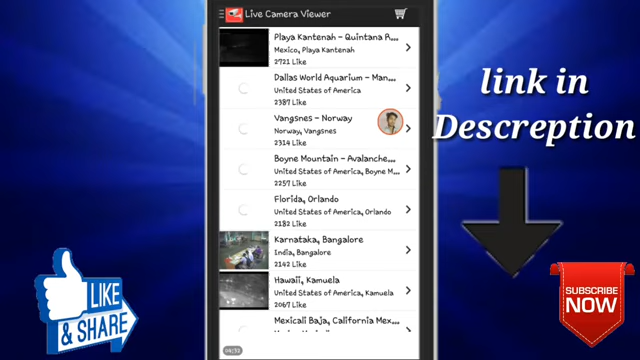 Live Camera Viewer
Playa Kantenah - Quintana R...
Mexico, Playa Kantenah
2721 Like
Dallas World Aquarium - Man...
United States of America
2387 Like
Vangsnes - Norway
Norway, Vangsnes
2314 Like
Boyne Mountain - Avalanche...
United States of America, Boyne M...
2257 Like
Florida, Orlando
United States of America, Orlando
2182 Like
Karnataka, Bangalore
India, Bangalore
2142 Like
Hawaii, Kamuela
United States of America, Kamuela
2067 Like
Mexicali Baja, California Mex...
link in
Descreption
LIKE
& SHARE
SUBSCRIBE
NOW